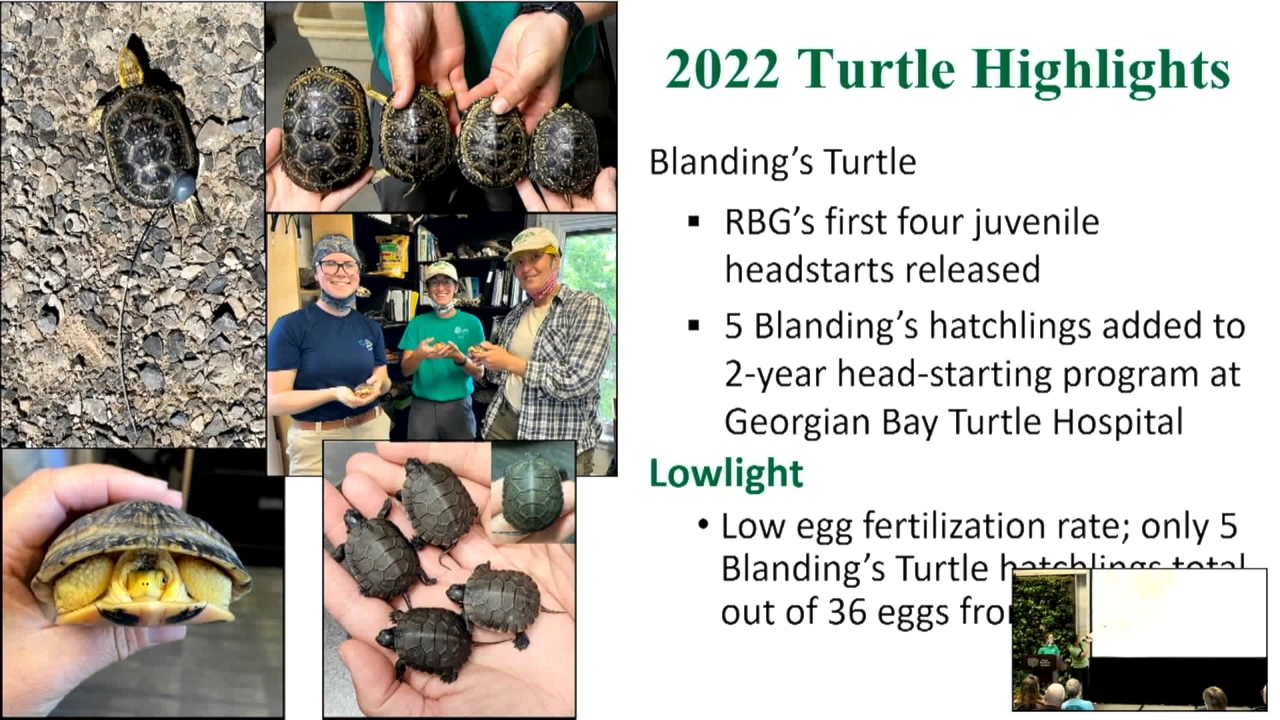 2022 Turtle Highlights
Blanding's Turtle
▪ RBG's first four juvenile
headstarts released
▪ 5 Blanding's hatchlings added to
2-year head-starting program at
Georgian Bay Turtle Hospital
Lowlight
• Low egg fertilization rate; only 5
Blanding's Turtle hatchlings total
out of 36 eggs